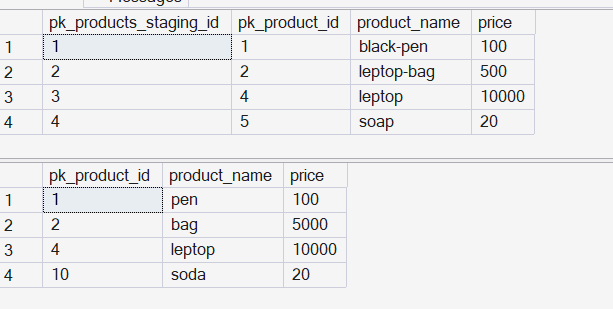 Messages
pk_products_staging_id pk_product_id product_name price
1 1 1 black-pen 100
2 2 2 leptop-bag 500
3 3 4 leptop 10000
4 4 5 soap 20
pk_product_id product_name price
1 1 pen 100
2 2 bag 5000
3 4 leptop 10000
4 10 soda 20